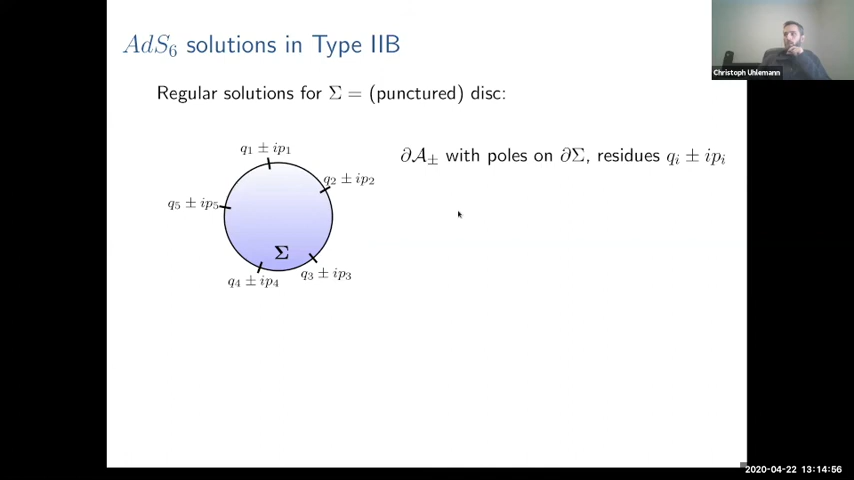 AdS₆ solutions in Type IIB
Christoph Uhlemann
Regular solutions for Σ = (punctured) disc:
q₁ ± ip₁
q₂ ± ip₂
q₅ ± ip₅
Σ
q₄ ± ip₄
q₃ ± ip₃
∂𝒜± with poles on ∂Σ, residues qᵢ ± ipᵢ
2020-04-22 13:14:56